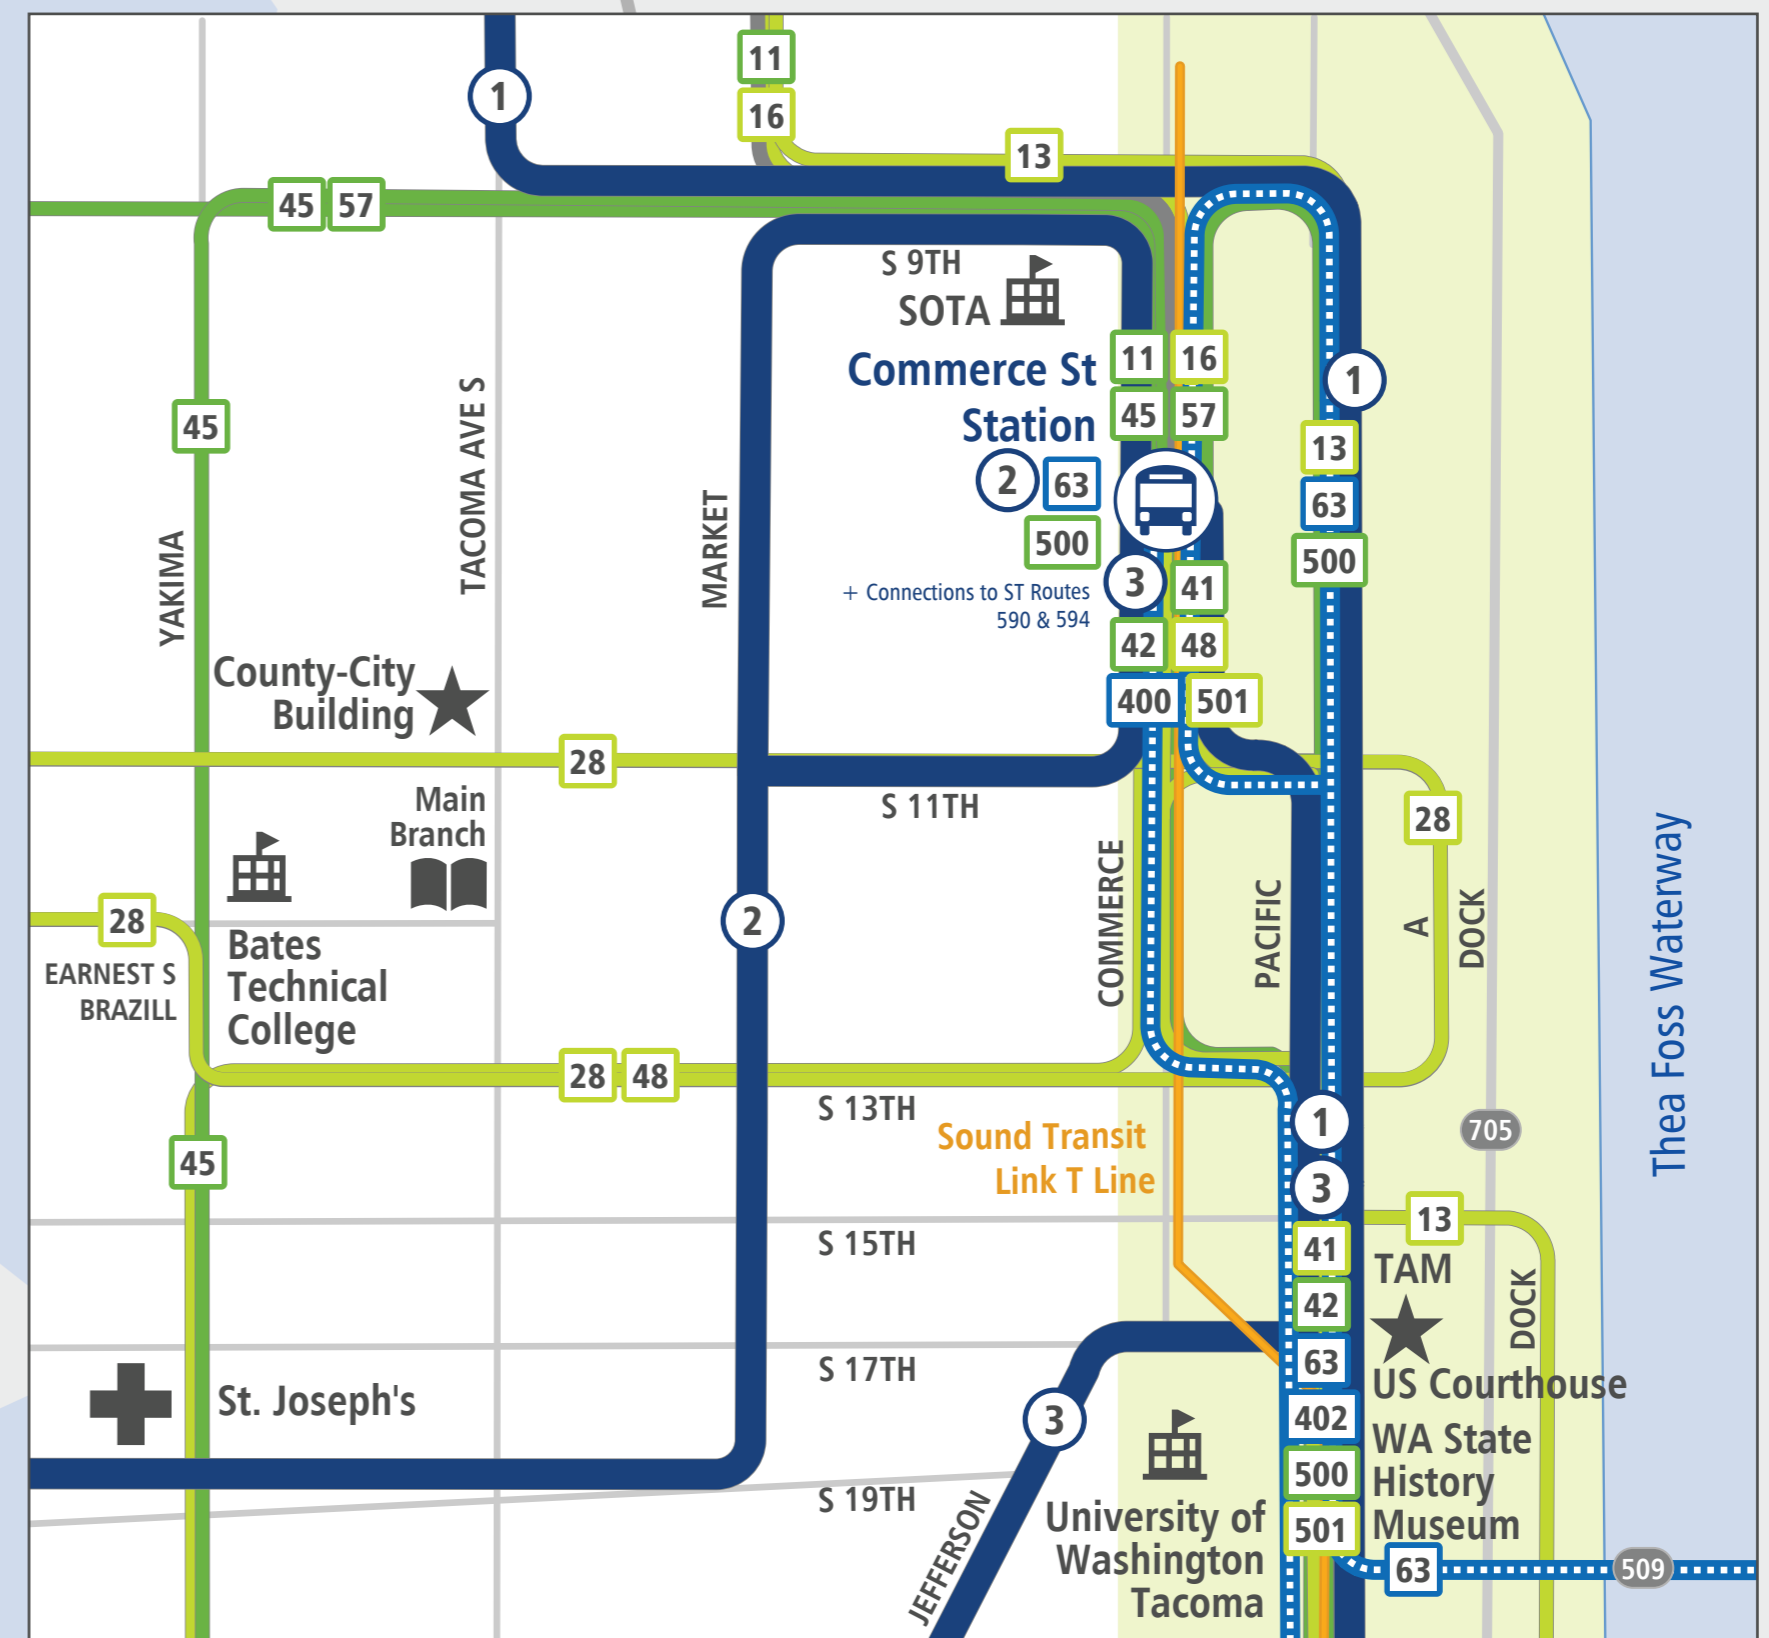 11
1
16
13
45 57
S 9TH
SOTA
Commerce St
Station
11 16
45 57
2 63
500
+ Connections to ST Routes
590 & 594
3 41
42 48
400 501
1
13
63
500
45
YAKIMA
TACOMA AVE S
MARKET
County-City
Building
28
S 11TH
Main
Branch
28
28
EARNEST S
BRAZILL
Bates
Technical
College
2
COMMERCE
PACIFIC
A
DOCK
Thea Foss Waterway
28 48
S 13TH
Sound Transit
Link T Line
1
3
705
45
S 15TH
13
41
TAM
42
DOCK
63
US Courthouse
S 17TH
St. Joseph's
3
402
WA State
History
Museum
500
501
S 19TH
JEFFERSON
University of
Washington
Tacoma
63
509